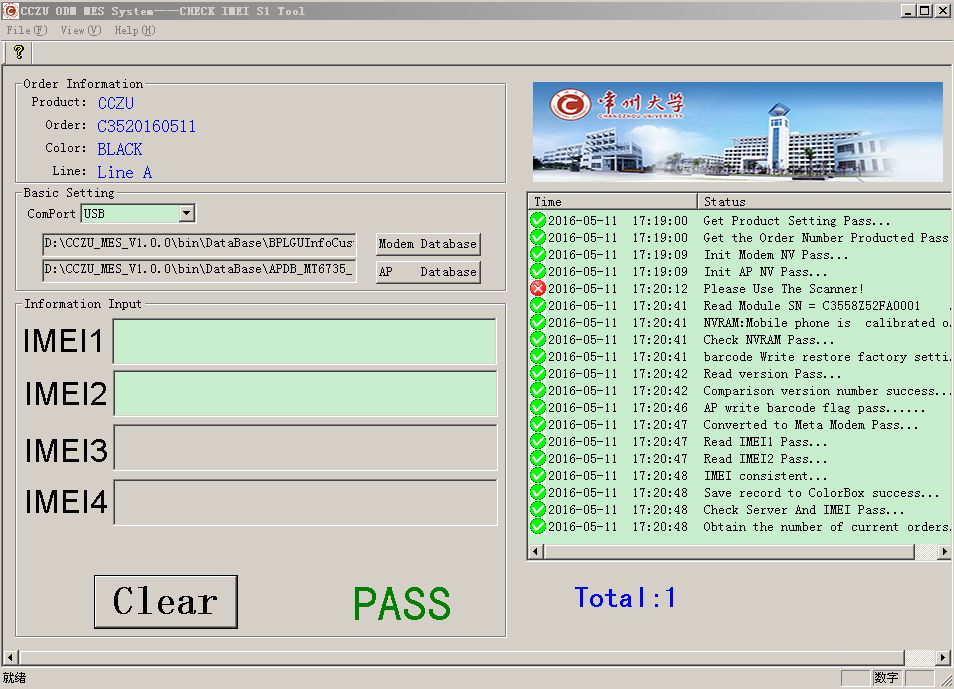 CCZU ODM MES System——CHECK IMEI S1 Tool
File(F) View(V) Help(H)
Order Information
Product: CCZU
Order: C3520160511
Color: BLACK
Line: Line A
常州大学
CHANGZHOU UNIVERSITY
Basic Setting
ComPort USB
D:\CCZU_MES_V1.0.0\bin\DataBase\BPLGUInfoCus
Modem Database
D:\CCZU_MES_V1.0.0\bin\DataBase\APDB_MT6735_
AP Database
Information Input
IMEI1
IMEI2
IMEI3
IMEI4
Clear
PASS
Time Status
2016-05-11 17:19:00 Get Product Setting Pass...
2016-05-11 17:19:00 Get the Order Number Producted Pass
2016-05-11 17:19:09 Init Modem NV Pass...
2016-05-11 17:19:09 Init AP NV Pass...
2016-05-11 17:20:12 Please Use The Scanner!
2016-05-11 17:20:41 Read Module SN = C3558Z52FA0001 .
2016-05-11 17:20:41 NVRAM:Mobile phone is calibrated o.
2016-05-11 17:20:41 Check NVRAM Pass...
2016-05-11 17:20:41 barcode Write restore factory setti.
2016-05-11 17:20:42 Read version Pass...
2016-05-11 17:20:42 Comparison version number success...
2016-05-11 17:20:46 AP write barcode flag pass......
2016-05-11 17:20:47 Converted to Meta Modem Pass...
2016-05-11 17:20:47 Read IMEI1 Pass...
2016-05-11 17:20:47 Read IMEI2 Pass...
2016-05-11 17:20:48 IMEI consistent...
2016-05-11 17:20:48 Save record to ColorBox success...
2016-05-11 17:20:48 Check Server And IMEI Pass...
2016-05-11 17:20:48 Obtain the number of current orders.
Total:1
就绪
数字